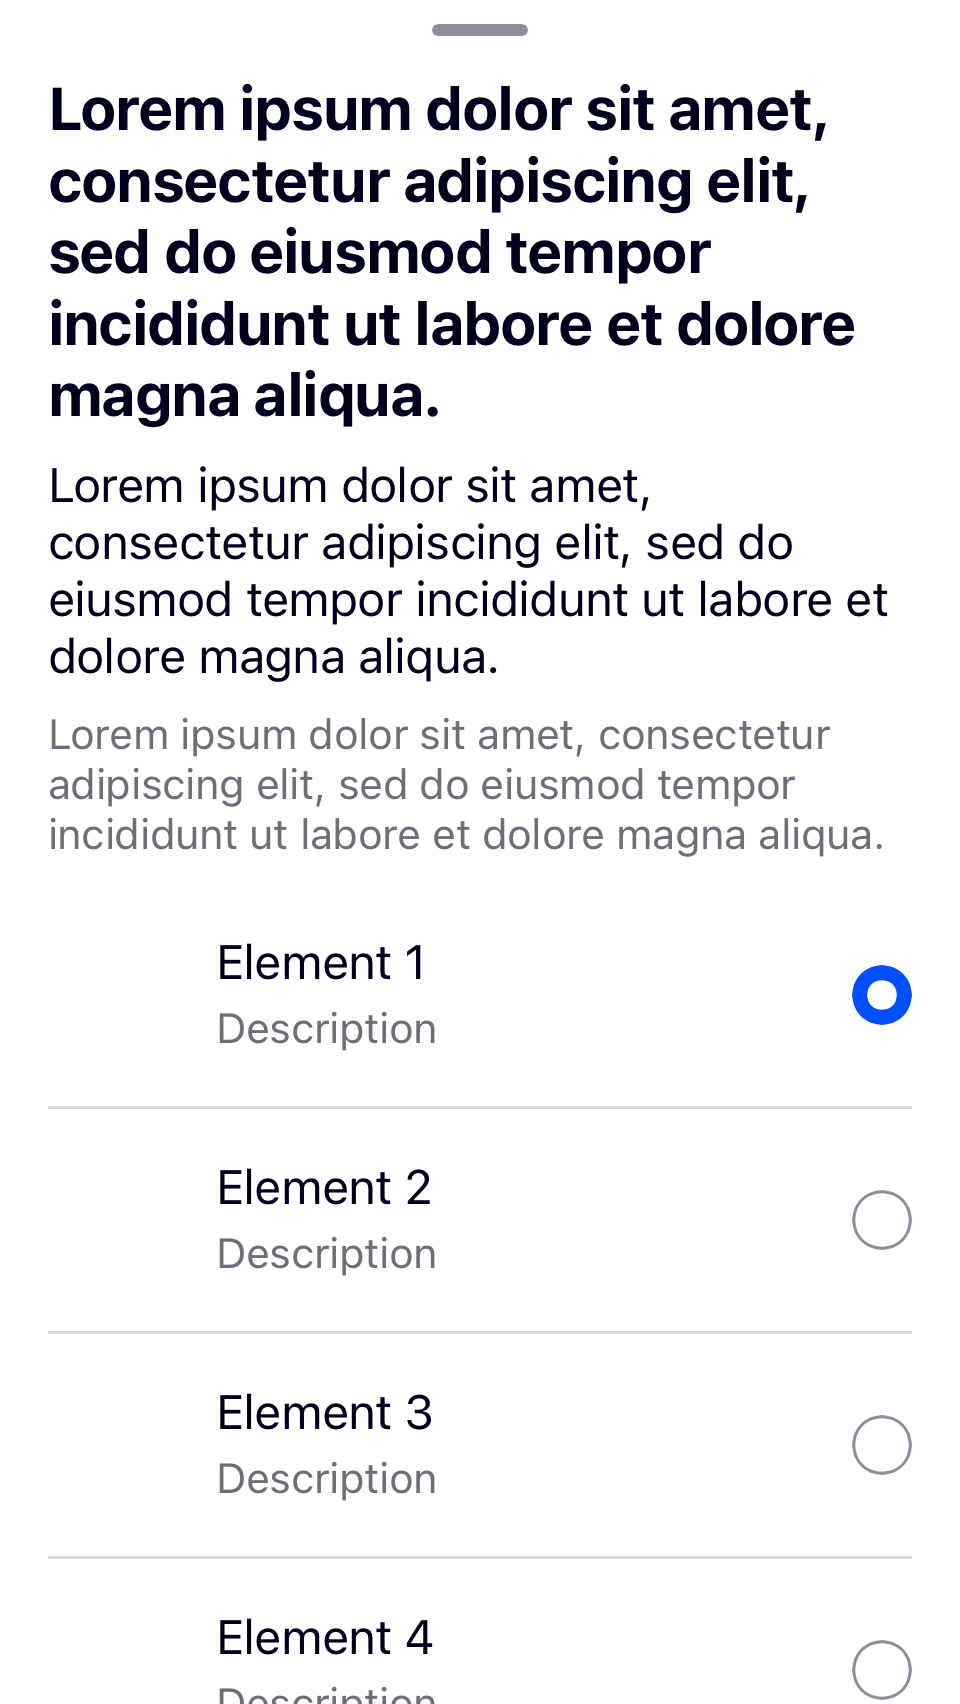 Lorem ipsum dolor sit amet,
consectetur adipiscing elit,
sed do eiusmod tempor
incididunt ut labore et dolore
magna aliqua.
Lorem ipsum dolor sit amet,
consectetur adipiscing elit, sed do
eiusmod tempor incididunt ut labore et
dolore magna aliqua.
Lorem ipsum dolor sit amet, consectetur
adipiscing elit, sed do eiusmod tempor
incididunt ut labore et dolore magna aliqua.
Element 1
Description
Element 2
Description
Element 3
Description
Element 4
Description